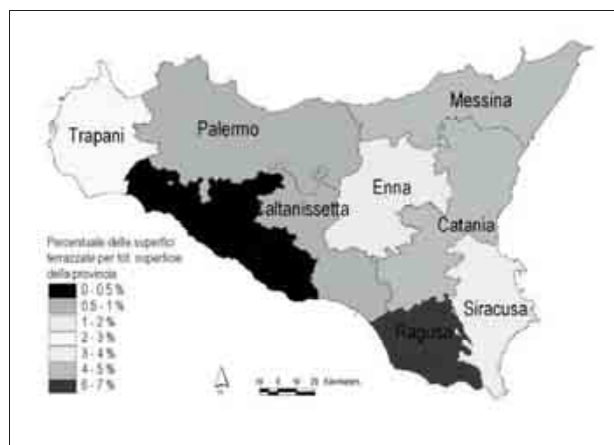 Messina
Palermo
Trapani
Enna
altanissetta
Catania
Percentuale delle superfici
terrazzate per tot. superficie
della provincia
0 - 0.5 %
0.5 - 1 %
1 - 2 %
2 - 3 %
3 - 4 %
4 - 5 %
6 - 7 %
Siracusa
Ragusa
Kilometers